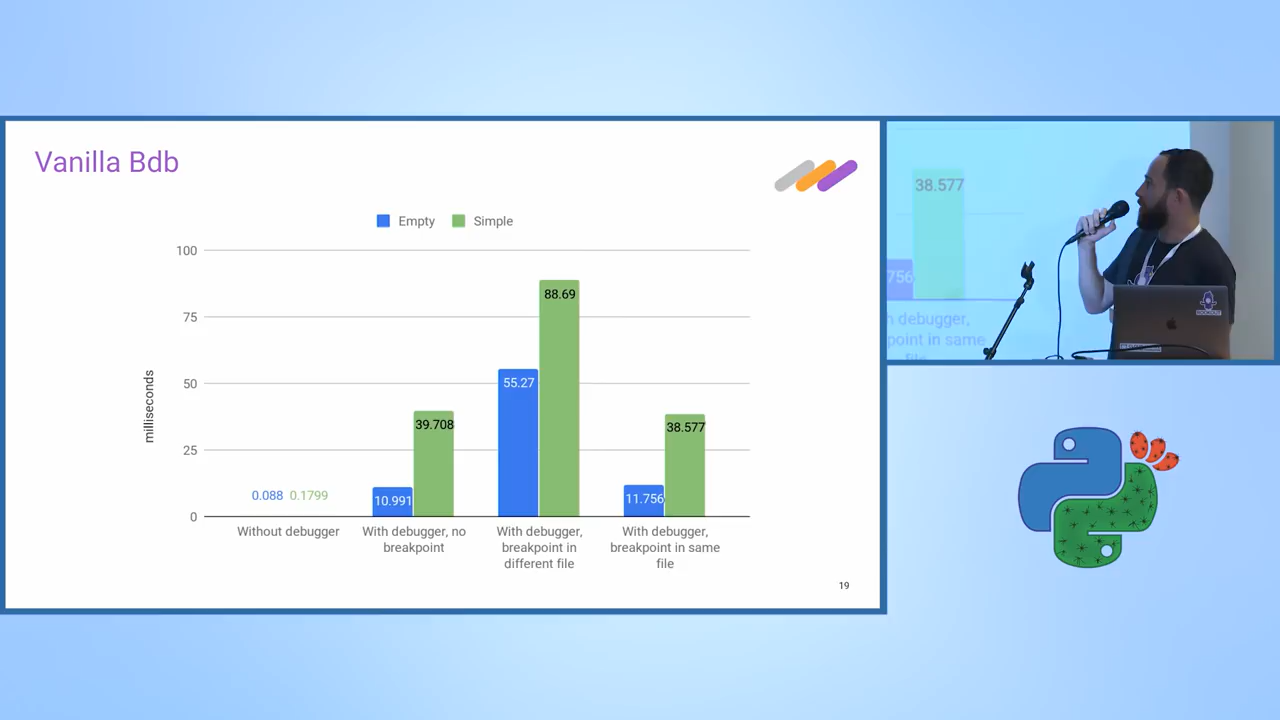 Vanilla Bdb
Empty
Simple
100
75
50
25
0
milliseconds
0.088
0.1799
10.991
39.708
55.27
88.69
11.756
38.577
Without debugger
With debugger, no
breakpoint
With debugger,
breakpoint in
different file
With debugger,
breakpoint in same
file
19
38.577
756
h debugger,
point in same
file